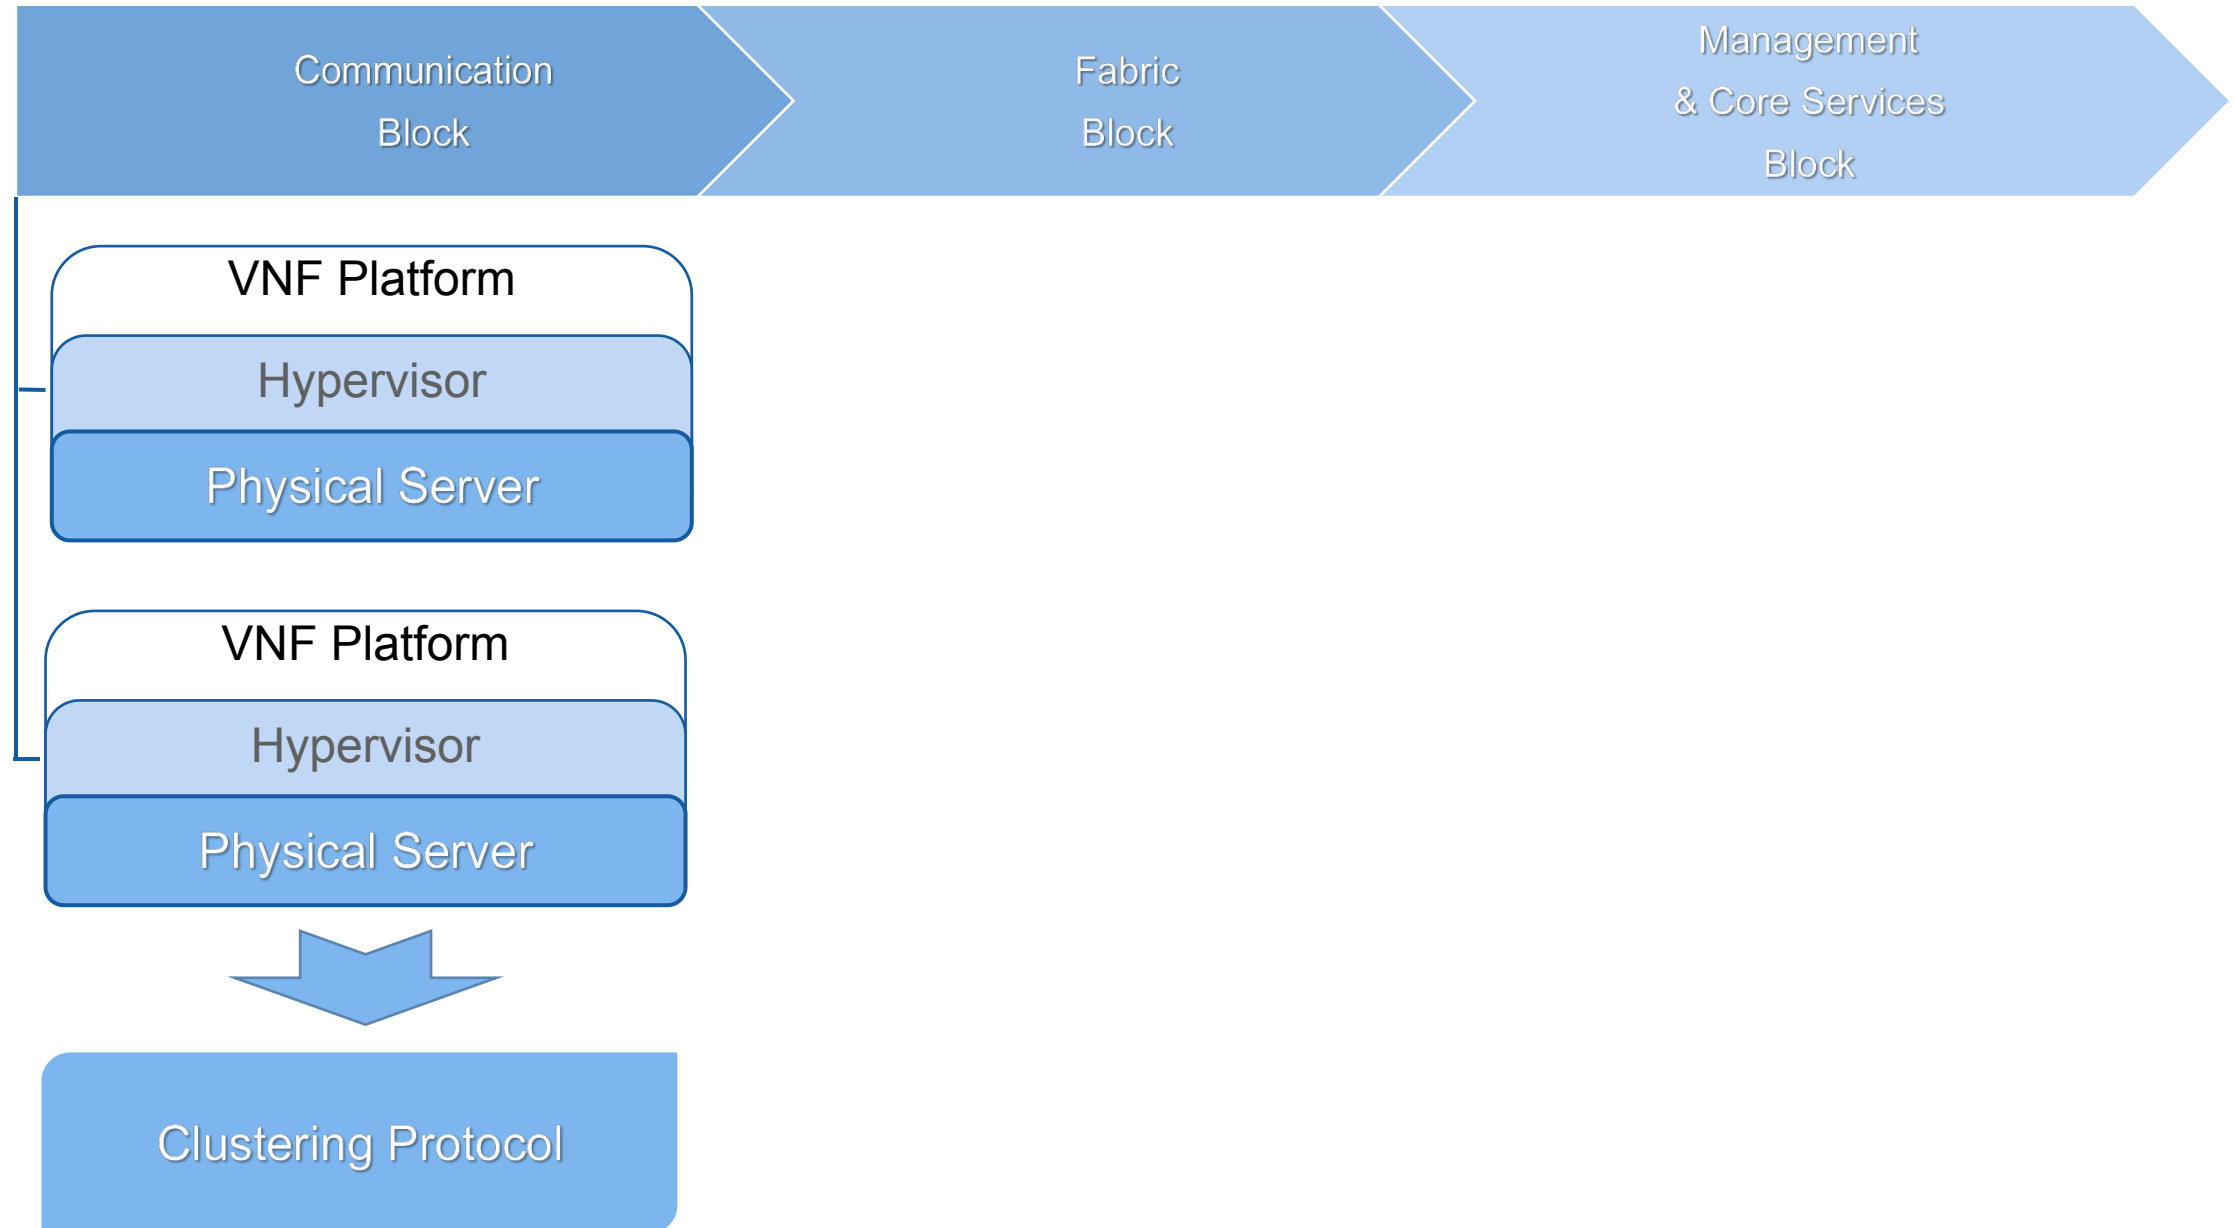 Communication
Block
Fabric
Block
Management
& Core Services
Block
VNF Platform
Hypervisor
Physical Server
VNF Platform
Hypervisor
Physical Server
Clustering Protocol